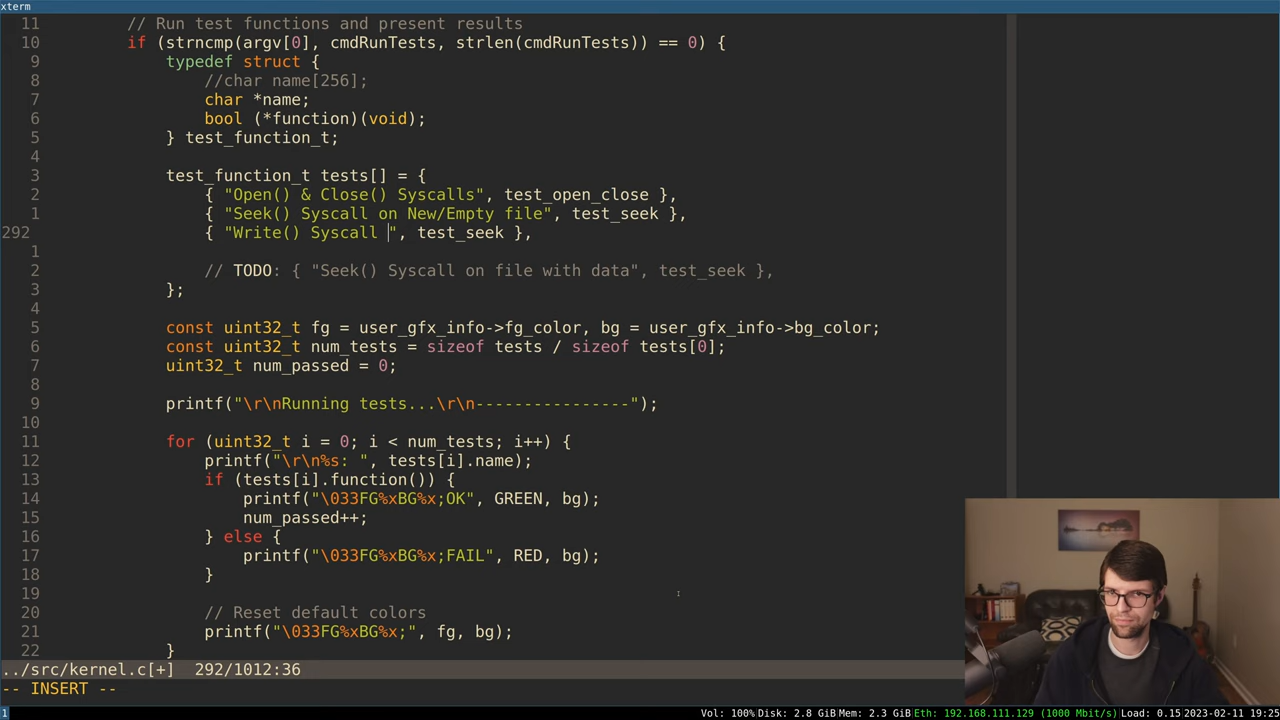 xterm
11 // Run test functions and present results
10 if (strncmp(argv[0], cmdRunTests, strlen(cmdRunTests)) == 0) {
9 typedef struct {
8 //char name[256];
7 char *name;
6 bool (*function)(void);
5 } test_function_t;
4
3 test_function_t tests[] = {
2 { "Open() & Close() Syscalls", test_open_close },
1 { "Seek() Syscall on New/Empty file", test_seek },
292 { "Write() Syscall ", test_seek },
1
2 // TODO: { "Seek() Syscall on file with data", test_seek },
3 };
4
5 const uint32_t fg = user_gfx_info->fg_color, bg = user_gfx_info->bg_color;
6 const uint32_t num_tests = sizeof tests / sizeof tests[0];
7 uint32_t num_passed = 0;
8
9 printf("\r\nRunning tests...\r\n----------------");
10
11 for (uint32_t i = 0; i < num_tests; i++) {
12 printf("\r\n%s: ", tests[i].name);
13 if (tests[i].function()) {
14 printf("\033FG%xBG%x;OK", GREEN, bg);
15 num_passed++;
16 } else {
17 printf("\033FG%xBG%x;FAIL", RED, bg);
18 }
19
20 // Reset default colors
21 printf("\033FG%xBG%x;", fg, bg);
22 }
../src/kernel.c[+] 292/1012:36
-- INSERT --
1 Vol: 100% Disk: 2.8 GiB Mem: 2.3 GiB Eth: 192.168.111.129 (1000 Mbit/s) Load: 0.15 2023-02-11 19:25